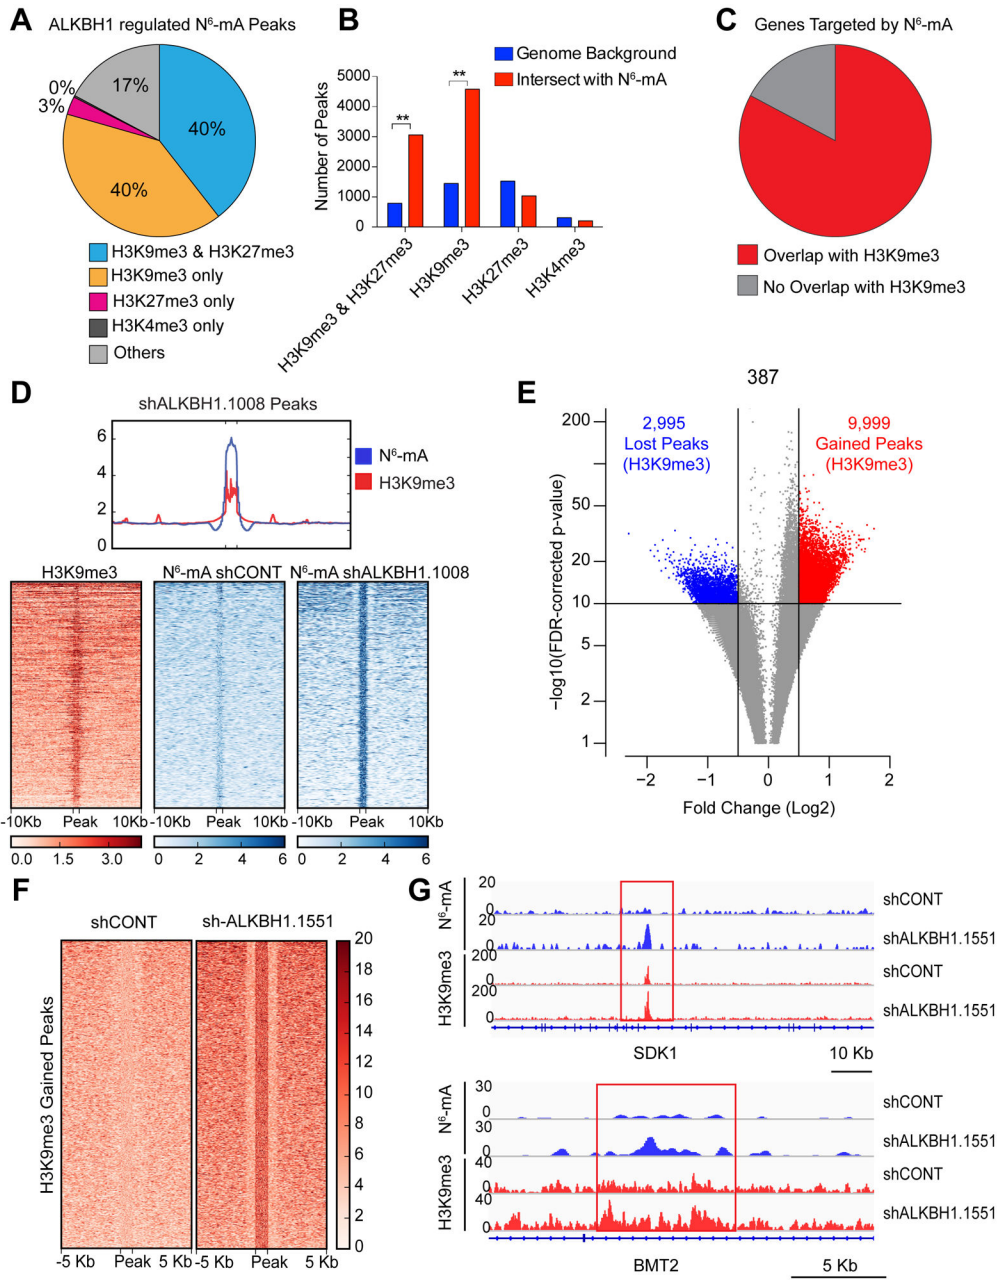 A
ALKBH1 regulated N⁶-mA Peaks
0%
3%
17%
40%
40%
H3K9me3 & H3K27me3
H3K9me3 only
H3K27me3 only
H3K4me3 only
Others
B
Genome Background
Intersect with N⁶-mA
Number of Peaks
5000
4000
3000
2000
1000
0
**
**
H3K9me3 & H3K27me3
H3K9me3
H3K27me3
H3K4me3
C
Genes Targeted by N⁶-mA
Overlap with H3K9me3
No Overlap with H3K9me3
D
shALKBH1.1008 Peaks
6
4
2
0
N⁶-mA
H3K9me3
H3K9me3
N⁶-mA shCONT
N⁶-mA shALKBH1.1008
-10Kb Peak 10Kb
-10Kb Peak 10Kb
-10Kb Peak 10Kb
0.0 1.5 3.0
0 2 4 6
0 2 4 6
E
387
2,995
Lost Peaks
(H3K9me3)
9,999
Gained Peaks
(H3K9me3)
−log10(FDR-corrected p-value)
200
50
20
10
5
2
1
−2 −1 0 1 2
Fold Change (Log2)
F
shCONT
sh-ALKBH1.1551
H3K9me3 Gained Peaks
20
18
16
14
12
10
8
6
4
2
0
-5 Kb Peak 5 Kb
-5 Kb Peak 5 Kb
G
N⁶-mA
H3K9me3
20
0
shCONT
20
0
shALKBH1.1551
200
0
shCONT
200
0
shALKBH1.1551
SDK1
10 Kb
N⁶-mA
H3K9me3
30
0
shCONT
30
0
shALKBH1.1551
40
0
shCONT
40
0
shALKBH1.1551
BMT2
5 Kb